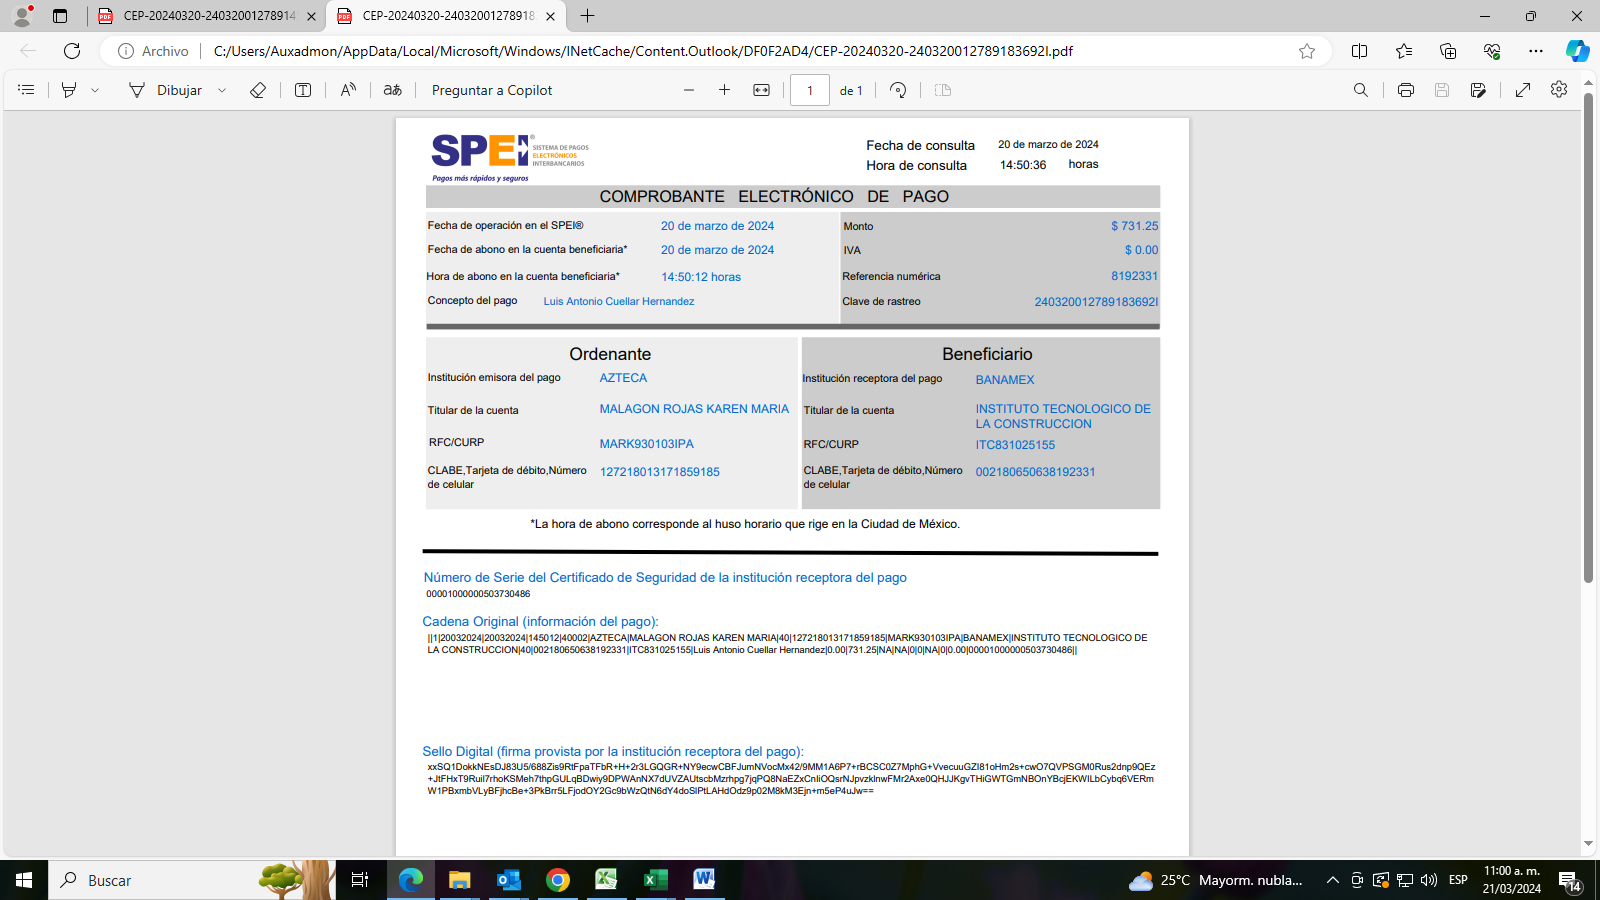 CEP-20240320-2403200127891
CEP-20240320-24032001278918
Archivo
C:/Users/Auxadmon/AppData/Local/Microsoft/Windows/INetCache/Content.Outlook/DF0F2AD4/CEP-20240320-240320012789183692I.pdf
Dibujar
Preguntar a Copilot
1 de 1
SPEI®
SISTEMA DE PAGOS
ELECTRÓNICOS
INTERBANCARIOS
Pagos más rápidos y seguros
Fecha de consulta 20 de marzo de 2024
Hora de consulta 14:50:36 horas
COMPROBANTE ELECTRÓNICO DE PAGO
Fecha de operación en el SPEI® 20 de marzo de 2024
Fecha de abono en la cuenta beneficiaria* 20 de marzo de 2024
Hora de abono en la cuenta beneficiaria* 14:50:12 horas
Concepto del pago Luis Antonio Cuellar Hernandez
Monto $ 731.25
IVA $ 0.00
Referencia numérica 8192331
Clave de rastreo 240320012789183692I
Ordenante
Institución emisora del pago AZTECA
Titular de la cuenta MALAGON ROJAS KAREN MARIA
RFC/CURP MARK930103IPA
CLABE,Tarjeta de débito,Número 127218013171859185
de celular
Beneficiario
Institución receptora del pago BANAMEX
Titular de la cuenta INSTITUTO TECNOLOGICO DE
LA CONSTRUCCION
RFC/CURP ITC831025155
CLABE,Tarjeta de débito,Número 002180650638192331
de celular
*La hora de abono corresponde al huso horario que rige en la Ciudad de México.
Número de Serie del Certificado de Seguridad de la institución receptora del pago
00001000000503730486
Cadena Original (información del pago):
||1|20032024|20032024|145012|40002|AZTECA|MALAGON ROJAS KAREN MARIA|40|127218013171859185|MARK930103IPA|BANAMEX|INSTITUTO TECNOLOGICO DE
LA CONSTRUCCION|40|002180650638192331|ITC831025155|Luis Antonio Cuellar Hernandez|0.00|731.25|NA|NA|0|0|NA|0|0.00|00001000000503730486||
Sello Digital (firma provista por la institución receptora del pago):
xxSQ1DokkNEsDJ83U5/688Zis9RtFpaTFbR+H+2r3LGQGR+NY9ecwCBFJumNVocMx42/9MM1A6P7+rBCSC0Z7MphG+VvecuuGZI81oHm2s+cwO7QVPSGM0Rus2dnp9QEz
+JtFHxT9Ruil7rhoKSMeh7thpGULqBDwiy9DPWAnNX7dUVZAUtscbMzrhpg7jqPQ8NaEZxCnIiOQsrNJpvzklnwFMr2Axe0QHJJKgvTHiGWTGmNBOnYBcjEKWILbCybq6VERm
W1PBxmbVLyBFjhcBe+3PkBrr5LFjodOY2Gc9bWzQtN6dY4doSlPtLAHdOdz9p02M8kM3Ejn+m5eP4uJw==
Buscar
25°C Mayorm. nubla...
ESP
11:00 a. m.
21/03/2024
14